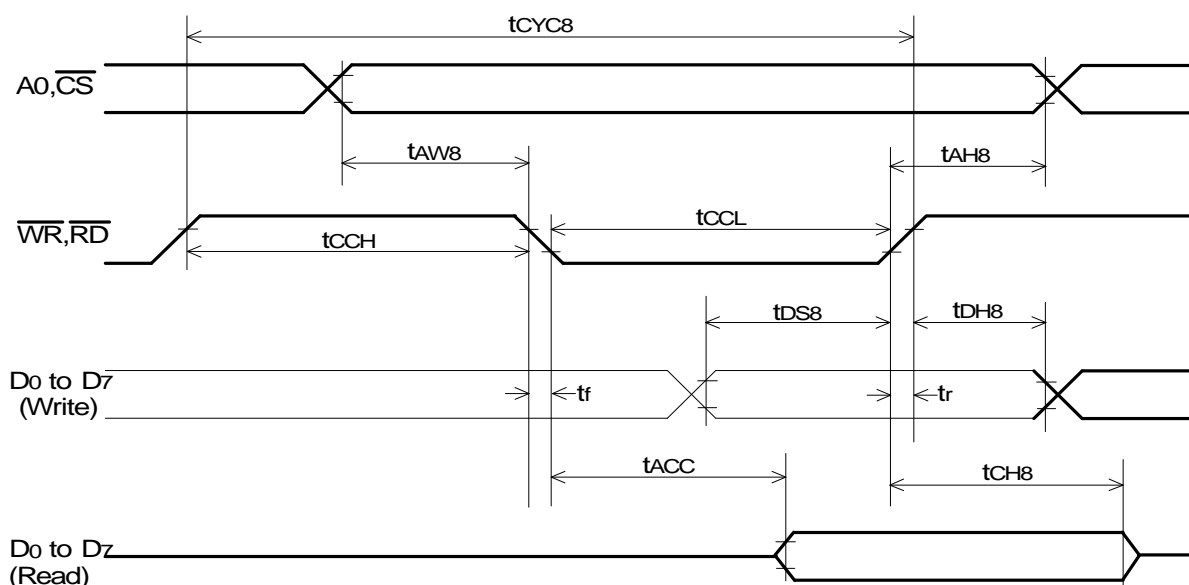 tCYC8
A0,CS
tAW8
tAH8
WR,RD
tCCL
tCCH
tDS8
tDH8
D0 to D7
(Write)
tf
tr
tACC
tCH8
D0 to D7
(Read)